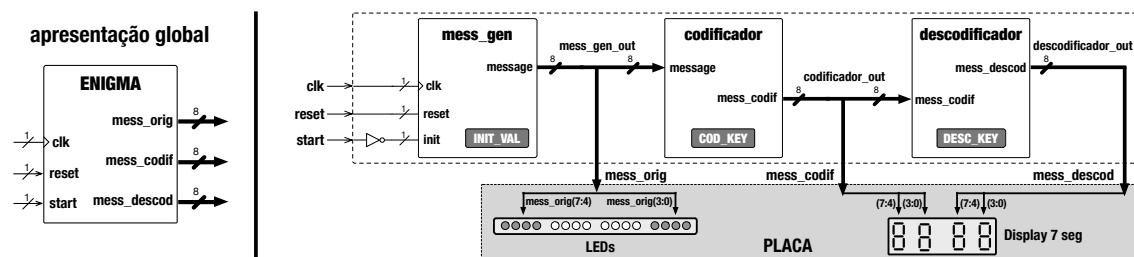 apresentação global
ENIGMA
mess_orig
8
1
clk
mess_codif
8
1
reset
1
start
mess_descod
8
mess_gen
message
clk
1
clk
reset
1
reset
start
1
init
INIT_VAL
mess_gen_out
8
8
codificador
message
mess_codif
COD_KEY
codificador_out
8
8
descodificador
mess_descod
mess_codif
DESC_KEY
descodificador_out
8
mess_orig
mess_codif
mess_descod
mess_orig(7:4)
mess_orig(3:0)
(7:4)
(3:0)
(7:4)
(3:0)
LEDs
PLACA
Display 7 seg